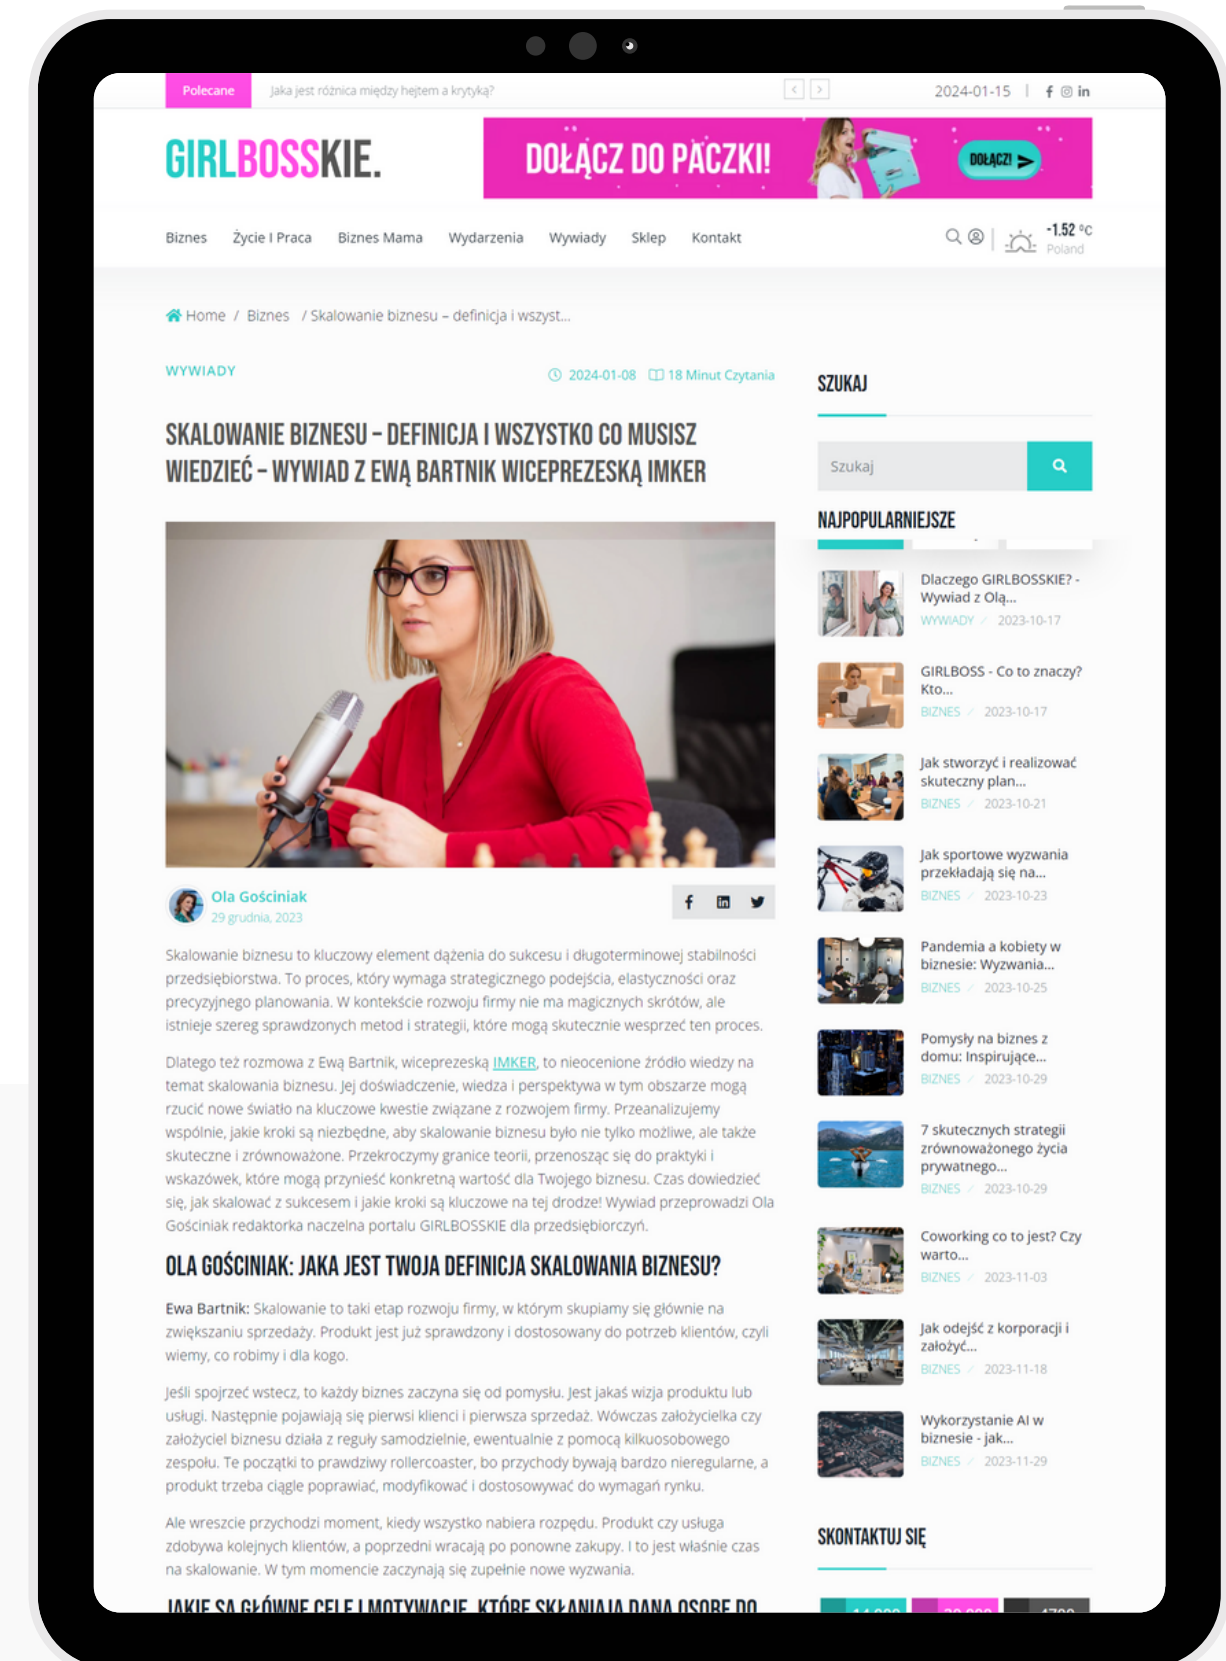 Polecane
Jaka jest różnica między hejtem a krytyką?
2024-01-15
GIRLBOSSKIE.
DOŁĄCZ DO PACZKI!
DOŁĄCZ!
Biznes Życie I Praca Biznes Mama Wydarzenia Wywiady Sklep Kontakt
-1.52 °C
Poland
Home / Biznes / Skalowanie biznesu – definicja i wszyst...
WYWIADY
2024-01-08 18 Minut Czytania
SKALOWANIE BIZNESU – DEFINICJA I WSZYSTKO CO MUSISZ
WIEDZIEĆ – WYWIAD Z EWĄ BARTNIK WICEPREZESKĄ IMKER
Ola Gościniak
29 grudnia, 2023
Skalowanie biznesu to kluczowy element dążenia do sukcesu i długoterminowej stabilności
przedsiębiorstwa. To proces, który wymaga strategicznego podejścia, elastyczności oraz
precyzyjnego planowania. W kontekście rozwoju firmy nie ma magicznych skrótów, ale
istnieje szereg sprawdzonych metod i strategii, które mogą skutecznie wesprzeć ten proces.
Dlatego też rozmowa z Ewą Bartnik, wiceprezeską IMKER, to nieocenione źródło wiedzy na
temat skalowania biznesu. Jej doświadczenie, wiedza i perspektywa w tym obszarze mogą
rzucić nowe światło na kluczowe kwestie związane z rozwojem firmy. Przeanalizujemy
wspólnie, jakie kroki są niezbędne, aby skalowanie biznesu było nie tylko możliwe, ale także
skuteczne i zrównoważone. Przekroczymy granice teorii, przenosząc się do praktyki i
wskazówek, które mogą przynieść konkretną wartość dla Twojego biznesu. Czas dowiedzieć
się, jak skalować z sukcesem i jakie kroki są kluczowe na tej drodze! Wywiad przeprowadzi Ola
Gościniak redaktorka naczelna portalu GIRLBOSSKIE dla przedsiębiorczyń.
OLA GOŚCINIAK: JAKA JEST TWOJA DEFINICJA SKALOWANIA BIZNESU?
Ewa Bartnik: Skalowanie to taki etap rozwoju firmy, w którym skupiamy się głównie na
zwiększaniu sprzedaży. Produkt jest już sprawdzony i dostosowany do potrzeb klientów, czyli
wiemy, co robimy i dla kogo.
Jeśli spojrzeć wstecz, to każdy biznes zaczyna się od pomysłu. Jest jakaś wizja produktu lub
usługi. Następnie pojawiają się pierwsi klienci i pierwsza sprzedaż. Wówczas założycielka czy
założyciel biznesu działa z reguły samodzielnie, ewentualnie z pomocą kilkuosobowego
zespołu. Te początki to prawdziwy rollercoaster, bo przychody bywają bardzo nieregularne, a
produkt trzeba ciągle poprawiać, modyfikować i dostosowywać do wymagań rynku.
Ale wreszcie przychodzi moment, kiedy wszystko nabiera rozpędu. Produkt czy usługa
zdobywa kolejnych klientów, a poprzedni wracają po ponowne zakupy. I to jest właśnie czas
na skalowanie. W tym momencie zaczynają się zupełnie nowe wyzwania.
JAKIE SĄ GŁÓWNE CELE I MOTYWACJE, KTÓRE SKŁANIAJĄ DANĄ OSOBĘ DO
SZUKAJ
Szukaj
NAJPOPULARNIEJSZE
Dlaczego GIRLBOSSKIE? -
Wywiad z Olą...
WYWIADY / 2023-10-17
GIRLBOSS - Co to znaczy?
Kto...
BIZNES / 2023-10-17
Jak stworzyć i realizować
skuteczny plan...
BIZNES / 2023-10-21
Jak sportowe wyzwania
przekładają się na...
BIZNES / 2023-10-23
Pandemia a kobiety w
biznesie: Wyzwania...
BIZNES / 2023-10-25
Pomysły na biznes z
domu: Inspirujące...
BIZNES / 2023-10-29
7 skutecznych strategii
zrównoważonego życia
prywatnego...
BIZNES / 2023-10-29
Coworking co to jest? Czy
warto...
BIZNES / 2023-11-03
Jak odejść z korporacji i
założyć...
BIZNES / 2023-11-18
Wykorzystanie AI w
biznesie - jak...
BIZNES / 2023-11-29
SKONTAKTUJ SIĘ